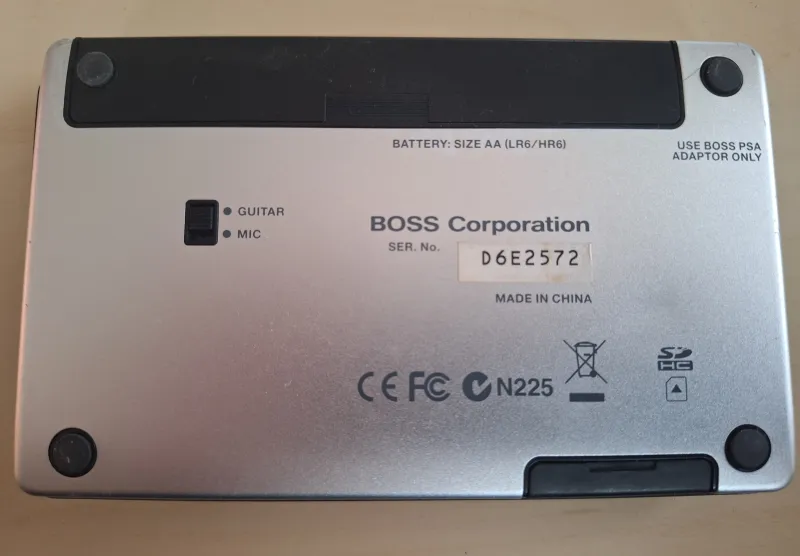 BATTERY: SIZE AA (LR6/HR6)
USE BOSS PSA
ADAPTOR ONLY
GUITAR
MIC
BOSS Corporation
SER. No.
D6E2572
MADE IN CHINA
CE FC N225
SD
HC